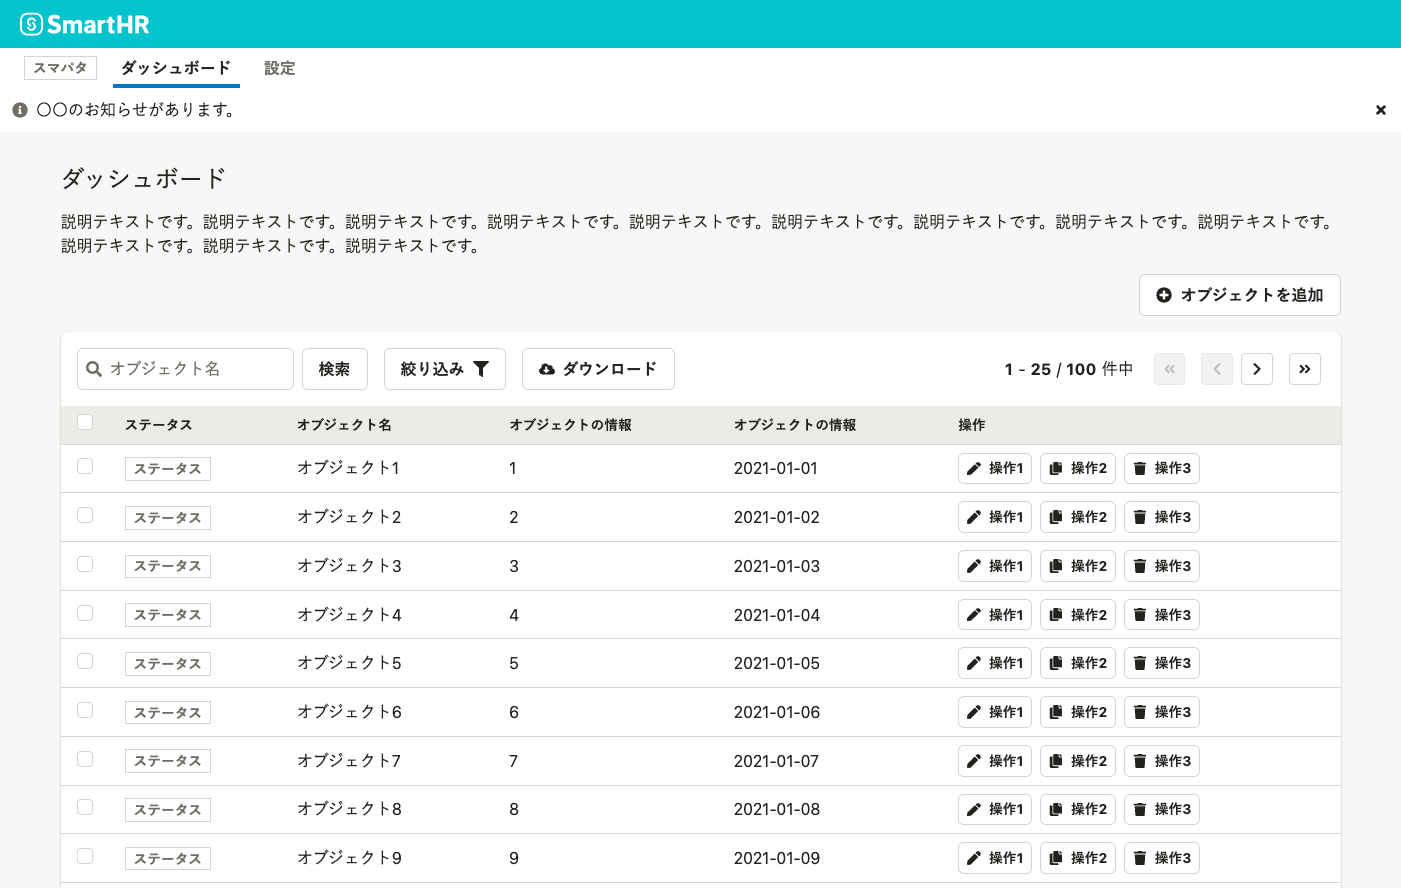 SmartHR
スマパタ ダッシュボード 設定
〇〇のお知らせがあります。
ダッシュボード
説明テキストです。説明テキストです。説明テキストです。説明テキストです。説明テキストです。説明テキストです。説明テキストです。説明テキストです。説明テキストです。
説明テキストです。説明テキストです。説明テキストです。
オブジェクトを追加
オブジェクト名 検索 絞り込み ダウンロード 1 - 25 / 100 件中
ステータス オブジェクト名 オブジェクトの情報 オブジェクトの情報 操作
ステータス オブジェクト1 1 2021-01-01 操作1 操作2 操作3
ステータス オブジェクト2 2 2021-01-02 操作1 操作2 操作3
ステータス オブジェクト3 3 2021-01-03 操作1 操作2 操作3
ステータス オブジェクト4 4 2021-01-04 操作1 操作2 操作3
ステータス オブジェクト5 5 2021-01-05 操作1 操作2 操作3
ステータス オブジェクト6 6 2021-01-06 操作1 操作2 操作3
ステータス オブジェクト7 7 2021-01-07 操作1 操作2 操作3
ステータス オブジェクト8 8 2021-01-08 操作1 操作2 操作3
ステータス オブジェクト9 9 2021-01-09 操作1 操作2 操作3